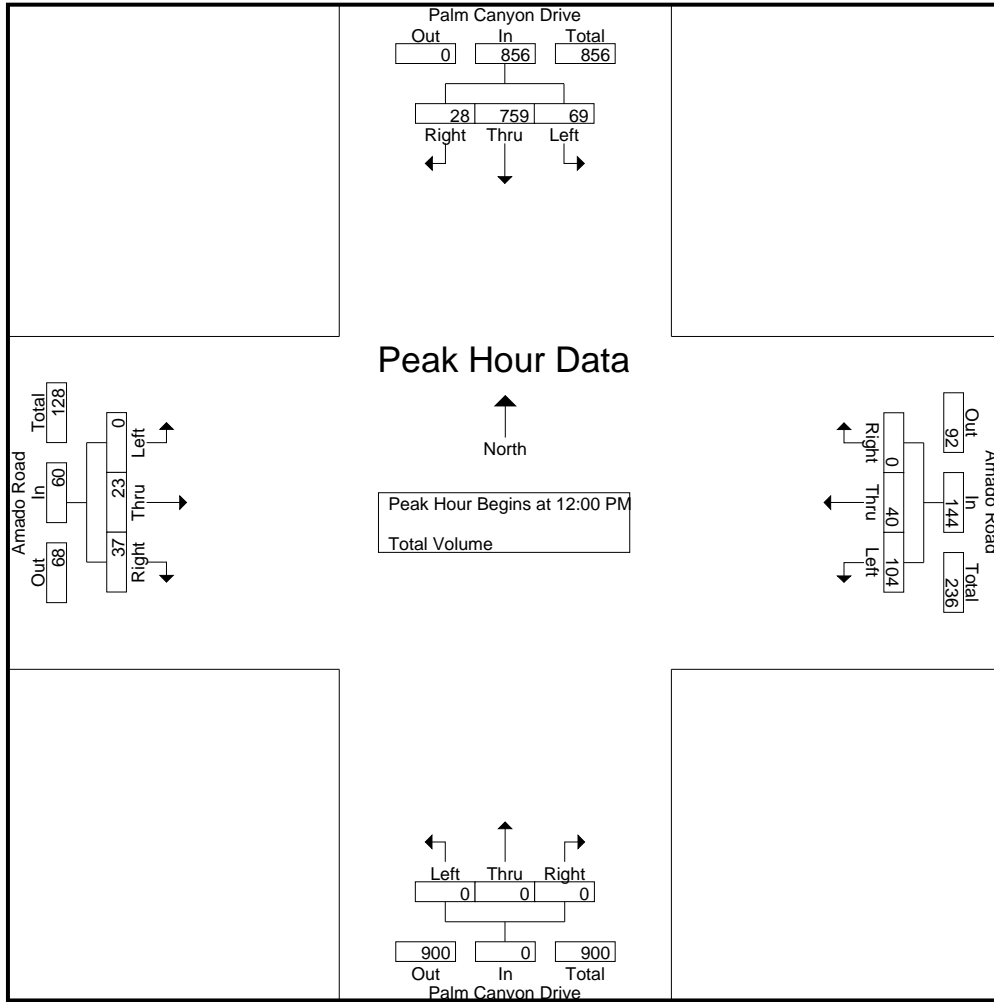 Palm Canyon Drive
Out In Total
0 856 856
28 759 69
Right Thru Left
Peak Hour Data
North
Peak Hour Begins at 12:00 PM
Total Volume
Amado Road
Total In Out
128 60 68
0 23 37
Left Thru Right
Right Thru Left
0 40 104
Out In Total
92 144 236
Amado Road
Left Thru Right
0 0 0
900 0 900
Out In Total
Palm Canyon Drive